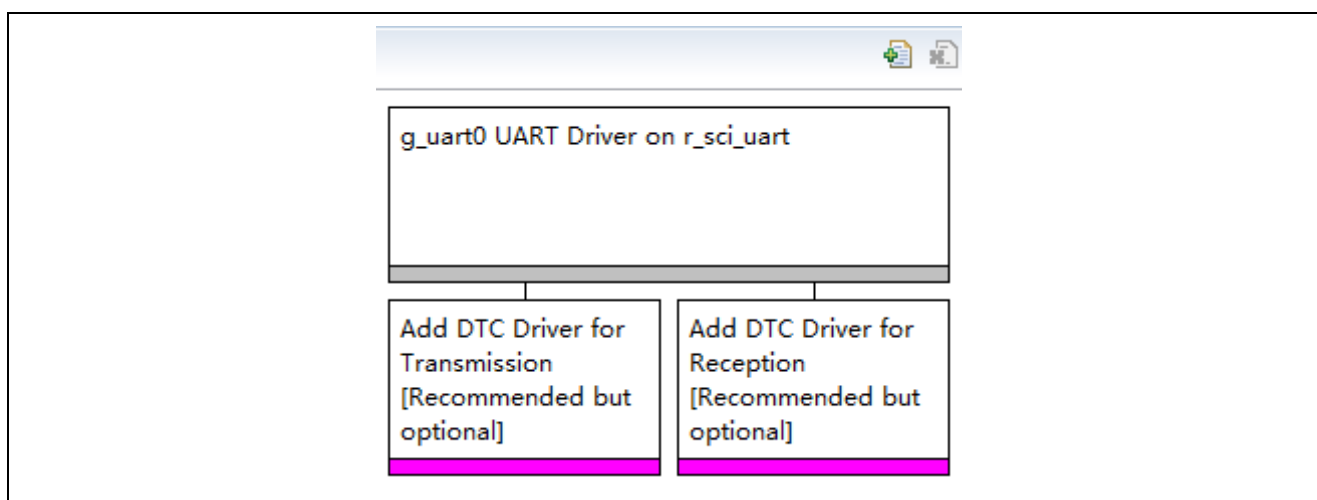 g_uart0 UART Driver on r_sci_uart
Add DTC Driver for
Transmission
[Recommended but
optional]
Add DTC Driver for
Reception
[Recommended but
optional]